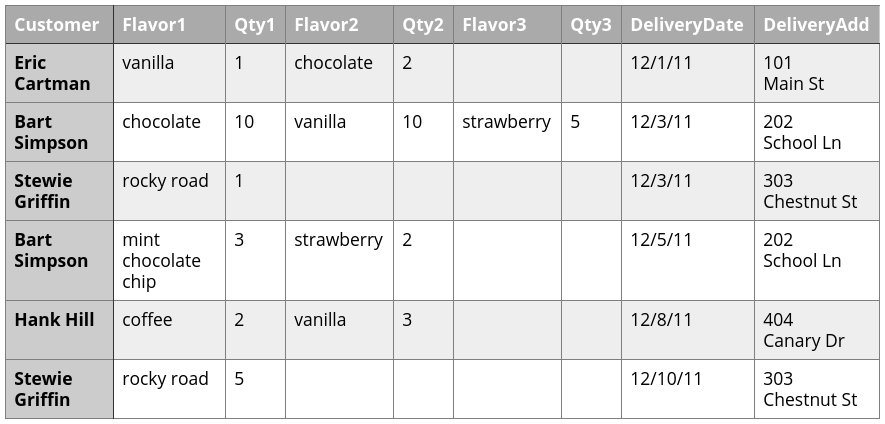 Customer Flavor1 Qty1 Flavor2 Qty2 Flavor3 Qty3 DeliveryDate DeliveryAdd
Eric vanilla 1 chocolate 2 12/1/11 101
Cartman Main St
Bart chocolate 10 vanilla 10 strawberry 5 12/3/11 202
Simpson School Ln
Stewie rocky road 1 12/3/11 303
Griffin Chestnut St
Bart mint 3 strawberry 2 12/5/11 202
Simpson chocolate School Ln
chip
Hank Hill coffee 2 vanilla 3 12/8/11 404
Canary Dr
Stewie rocky road 5 12/10/11 303
Griffin Chestnut St